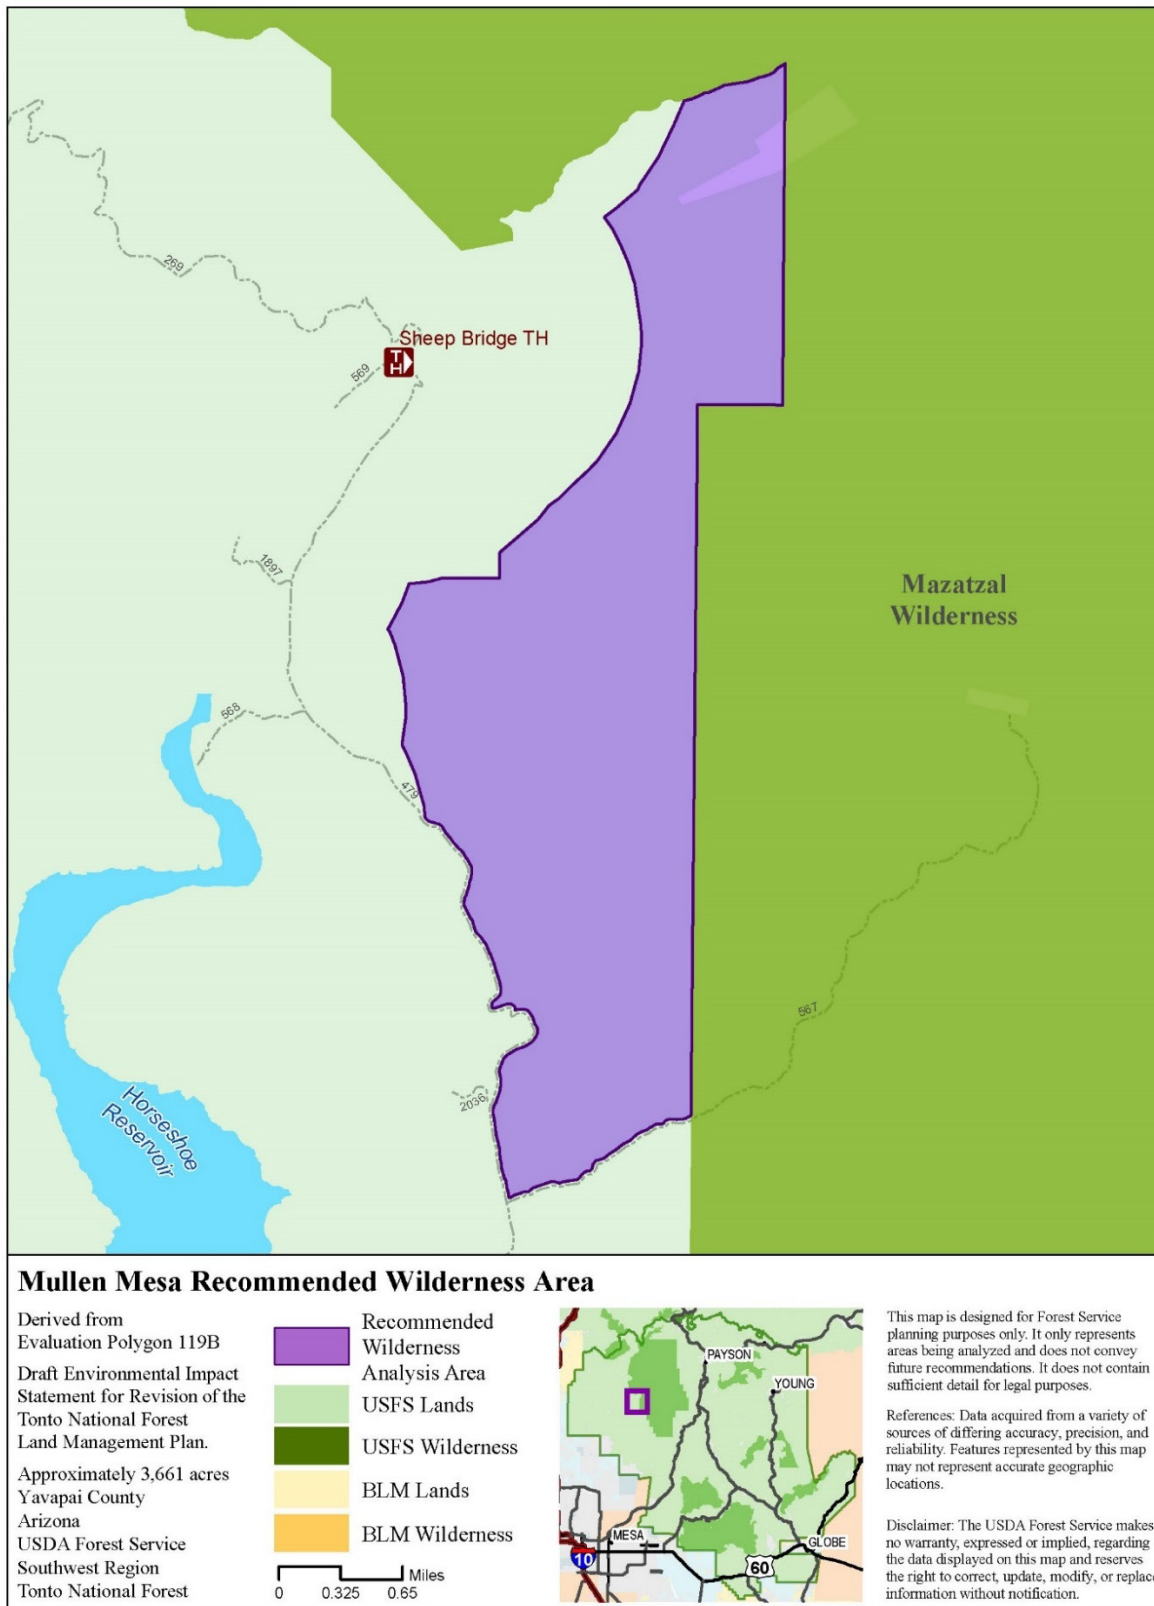 269
Sheep Bridge TH
T
H
569
1897
Mazatzal
Wilderness
568
479
567
2036
Horseshoe
Reservoir
Mullen Mesa Recommended Wilderness Area
Derived from
Evaluation Polygon 119B
Draft Environmental Impact
Statement for Revision of the
Tonto National Forest
Land Management Plan.
Approximately 3,661 acres
Yavapai County
Arizona
USDA Forest Service
Southwest Region
Tonto National Forest
Recommended
Wilderness
Analysis Area
USFS Lands
USFS Wilderness
BLM Lands
BLM Wilderness
Miles
0 0.325 0.65
PAYSON
YOUNG
MESA
GLOBE
10
60
This map is designed for Forest Service
planning purposes only. It only represents
areas being analyzed and does not convey
future recommendations. It does not contain
sufficient detail for legal purposes.
References: Data acquired from a variety of
sources of differing accuracy, precision, and
reliability. Features represented by this map
may not represent accurate geographic
locations.
Disclaimer: The USDA Forest Service makes
no warranty, expressed or implied, regarding
the data displayed on this map and reserves
the right to correct, update, modify, or replace
information without notification.